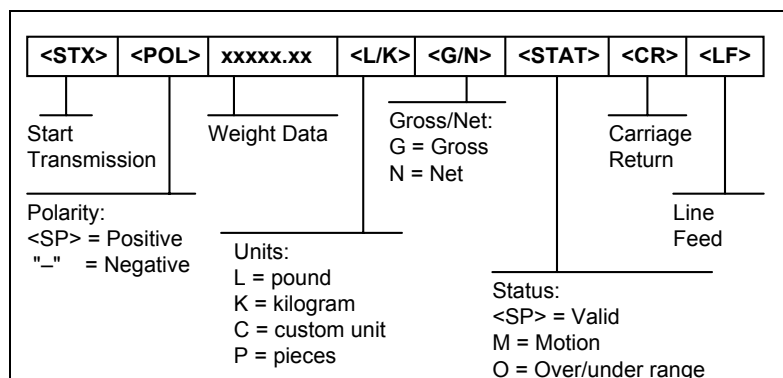 <STX> <POL> xxxxx.xx <L/K> <G/N> <STAT> <CR> <LF>
Start
Transmission
Weight Data
Gross/Net:
G = Gross
N = Net
Carriage
Return
Polarity:
<SP> = Positive
"–" = Negative
Units:
L = pound
K = kilogram
C = custom unit
P = pieces
Line
Feed
Status:
<SP> = Valid
M = Motion
O = Over/under range